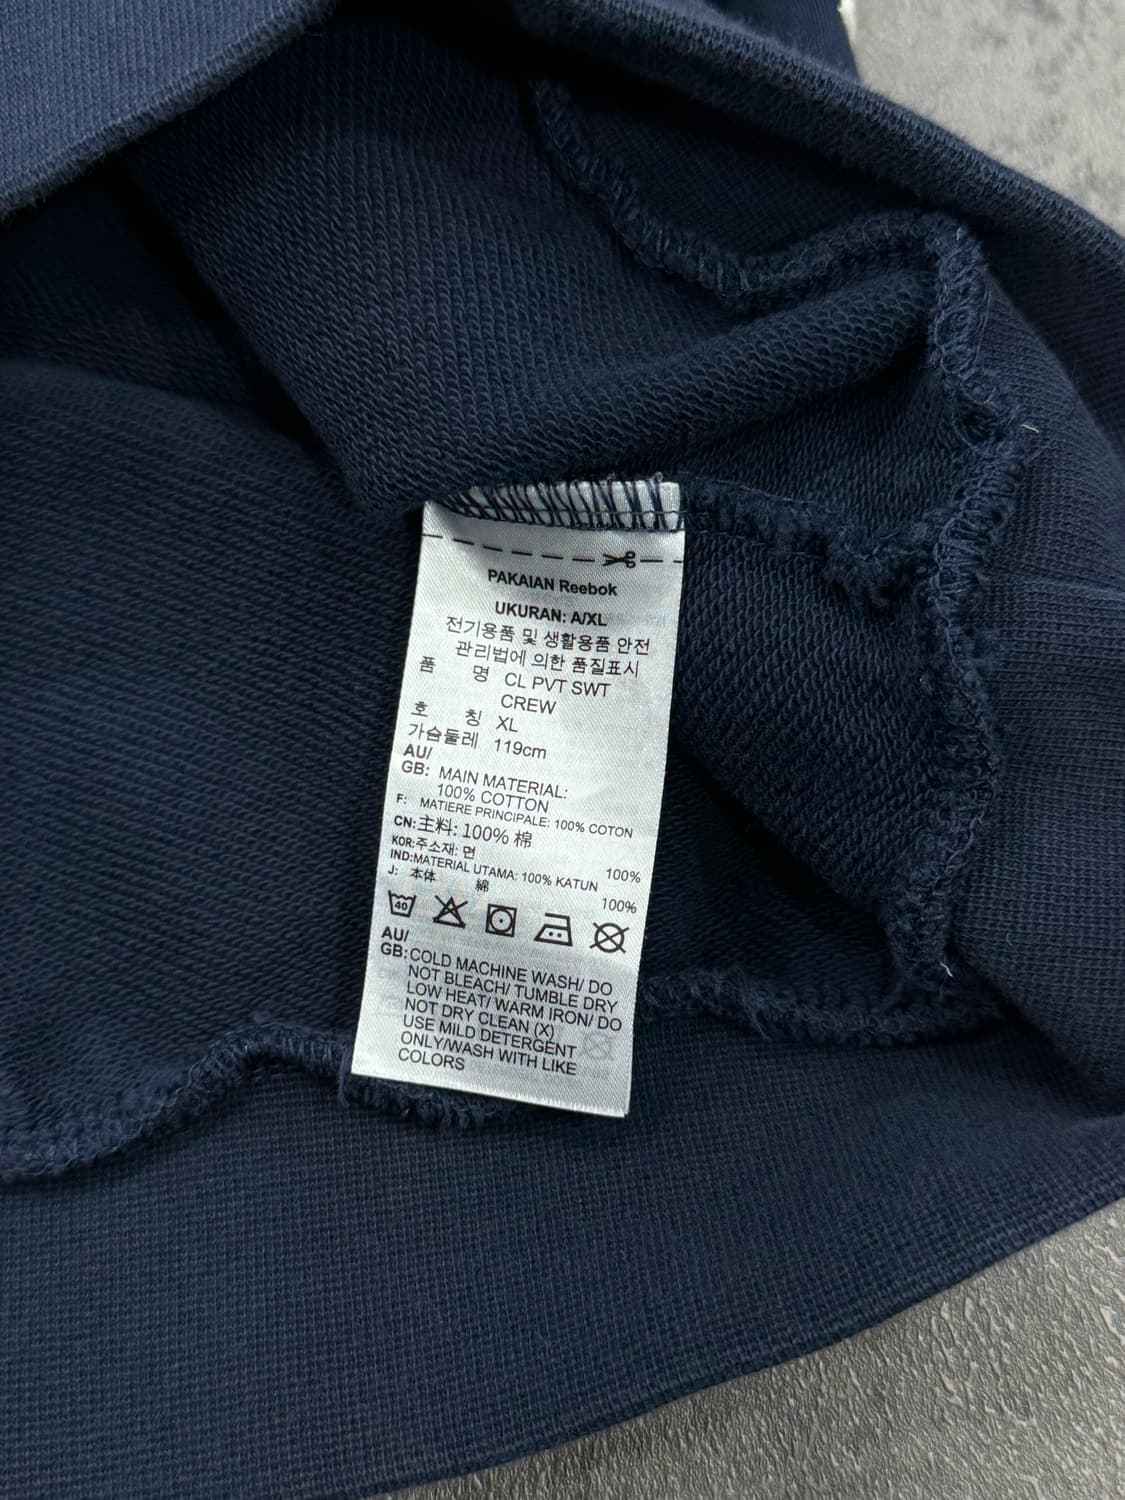 PAKAIAN Reebok
UKURAN: A/XL
전기용품 및 생활용품 안전
관리법에 의한 품질표시
품 명 CL PVT SWT
CREW
호 칭 XL
가슴둘레 119cm
AU/
GB: MAIN MATERIAL:
100% COTTON
F: MATIERE PRINCIPALE: 100% COTON
CN:主料: 100% 棉
KOR:주소재: 면 100%
IND:MATERIAL UTAMA: 100% KATUN
J: 本体 綿 100%
40
AU/
GB:COLD MACHINE WASH/ DO
NOT BLEACH/ TUMBLE DRY
LOW HEAT/ WARM IRON/ DO
NOT DRY CLEAN (X)
USE MILD DETERGENT
ONLY/WASH WITH LIKE
COLORS